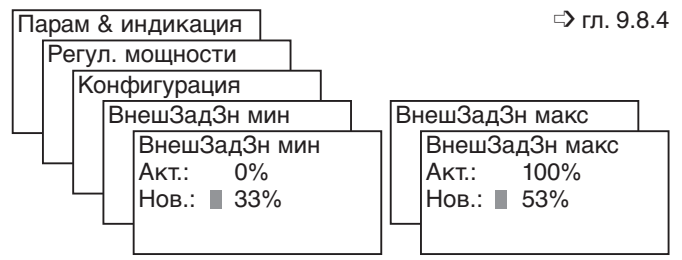 Парам & индикация
➩ гл. 9.8.4
Регул. мощности
Конфигурация
ВнешЗадЗн мин
ВнешЗадЗн мин
Акт.: 0%
Нов.: 33%
ВнешЗадЗн макс
ВнешЗадЗн макс
Акт.: 100%
Нов.: 53%